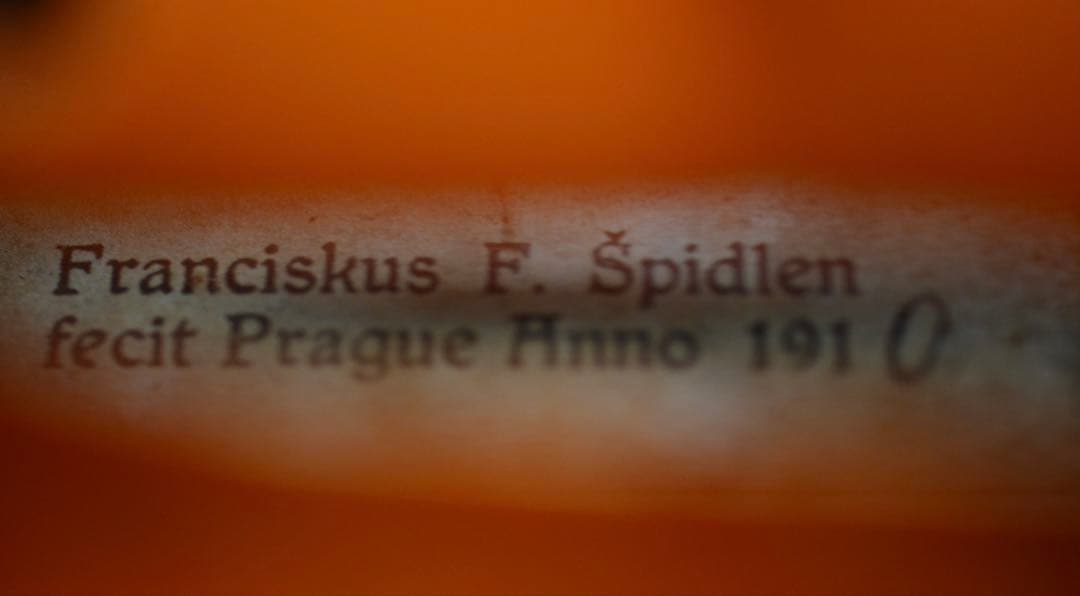 Franciskus F. Špidlen
fecit Prague Anno 1910